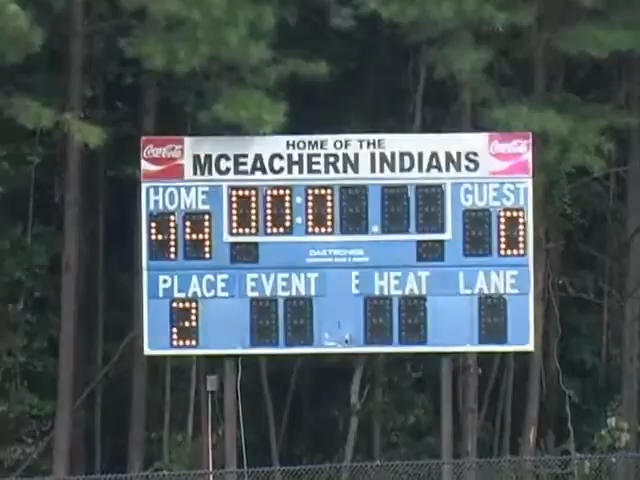 HOME OF THE
Coca-Cola MCEACHERN INDIANS Coca-Cola
HOME 00:0 . GUEST
44 0
DAKTRONICS
PLACE EVENT E HEAT LANE
2